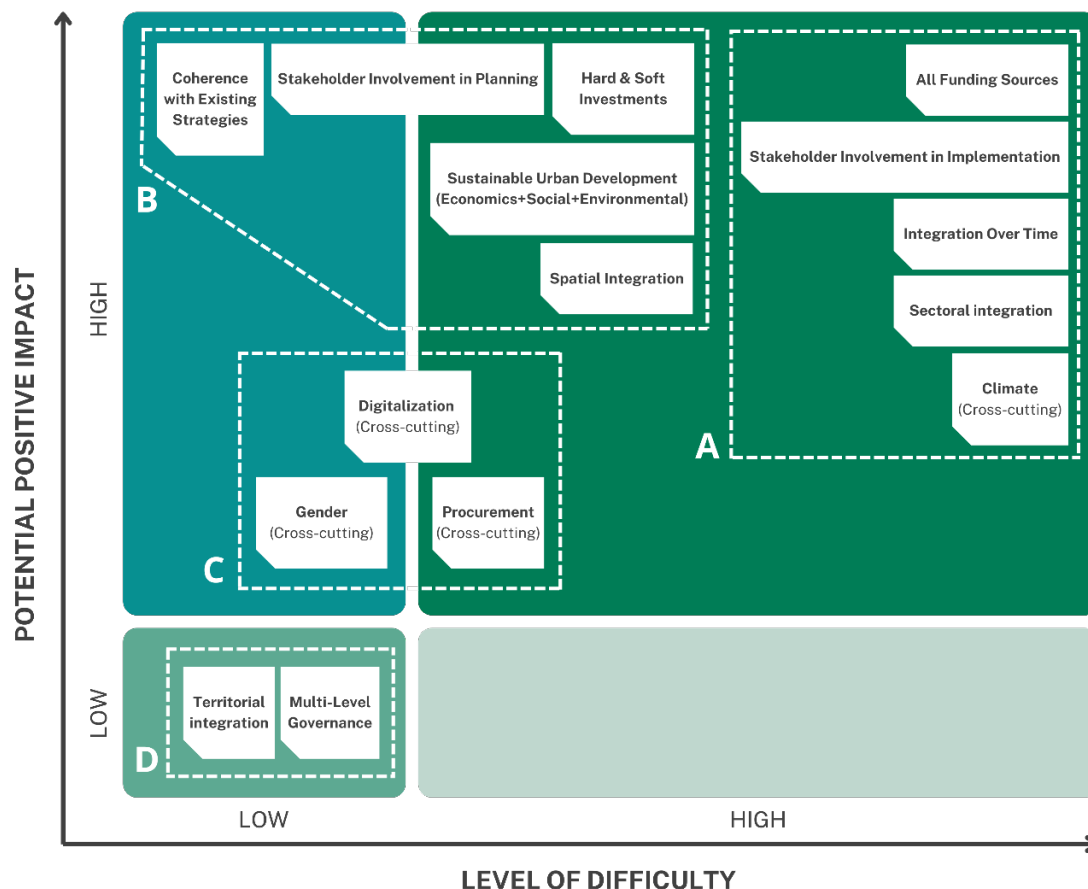 POTENTIAL POSITIVE IMPACT
HIGH
LOW
Coherence
with Existing
Strategies
Stakeholder Involvement in Planning
Hard & Soft
Investments
Sustainable Urban Development
(Economics+Social+Environmental)
Spatial Integration
B
All Funding Sources
Stakeholder Involvement in Implementation
Integration Over Time
Sectoral integration
Climate
(Cross-cutting)
A
Digitalization
(Cross-cutting)
Gender
(Cross-cutting)
Procurement
(Cross-cutting)
C
Territorial
integration
Multi-Level
Governance
D
LOW
HIGH
LEVEL OF DIFFICULTY